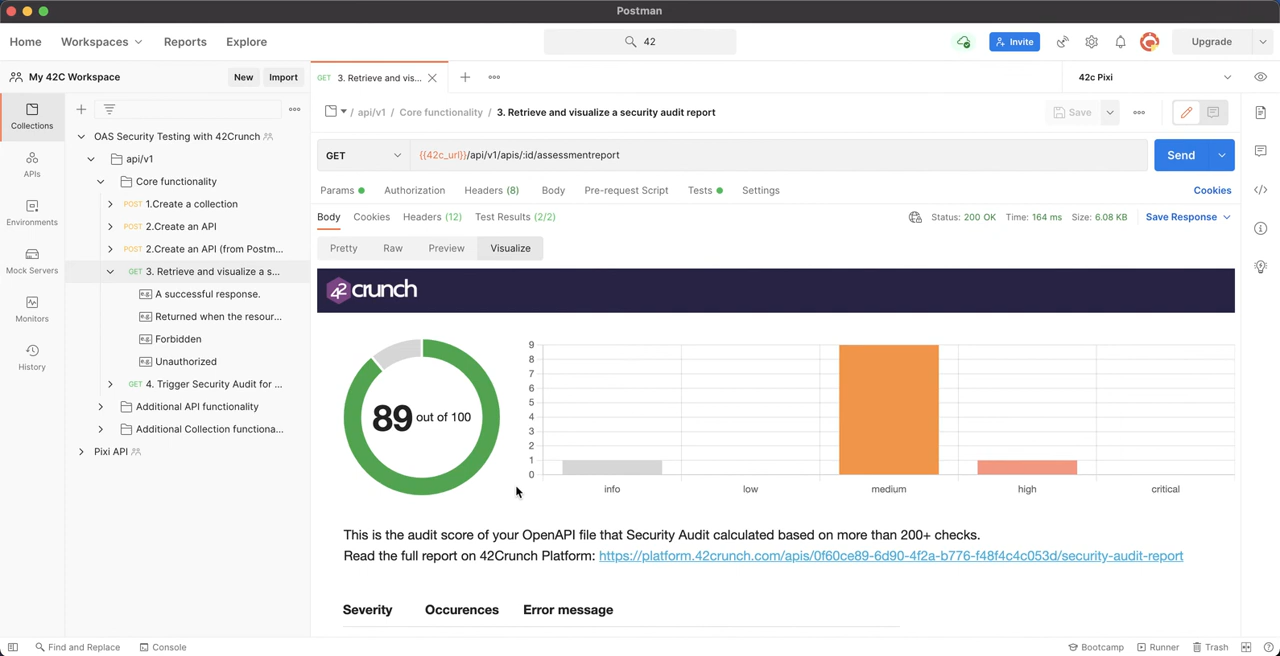 Postman
Home Workspaces Reports Explore 42 Invite Upgrade
My 42C Workspace New Import GET 3. Retrieve and vis... 42c Pixi
Collections
APIs
Environments
Mock Servers
Monitors
History
OAS Security Testing with 42Crunch
api/v1
Core functionality
POST 1.Create a collection
POST 2.Create an API
POST 2.Create an API (from Postm...
GET 3. Retrieve and visualize a s...
e.g. A successful response.
e.g. Returned when the resour...
e.g. Forbidden
e.g. Unauthorized
GET 4. Trigger Security Audit for ...
Additional API functionality
Additional Collection functiona...
Pixi API
/ api/v1 / Core functionality / 3. Retrieve and visualize a security audit report Save
GET {{42c_url}}/api/v1/apis/:id/assessmentreport Send
Params Authorization Headers (8) Body Pre-request Script Tests Settings Cookies
Body Cookies Headers (12) Test Results (2/2) Status: 200 OK Time: 164 ms Size: 6.08 KB Save Response
Pretty Raw Preview Visualize
42crunch
89 out of 100
9
8
7
6
5
4
3
2
1
0
info low medium high critical
This is the audit score of your OpenAPI file that Security Audit calculated based on more than 200+ checks.
Read the full report on 42Crunch Platform: https://platform.42crunch.com/apis/0f60ce89-6d90-4f2a-b776-f48f4c4c053d/security-audit-report
Severity Occurences Error message
Find and Replace Console Bootcamp Runner Trash